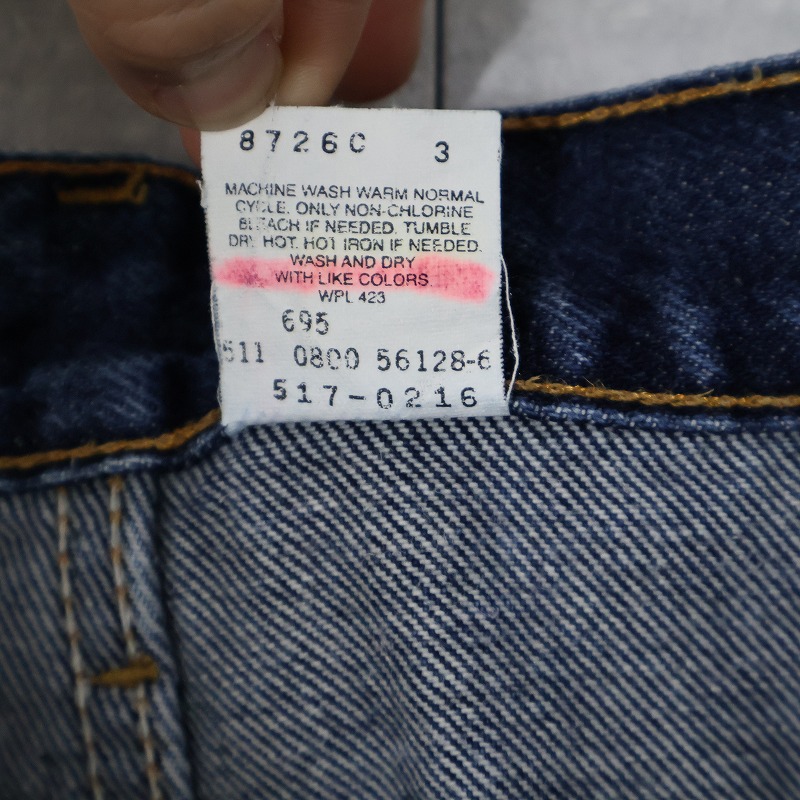 8726C 3
MACHINE WASH WARM NORMAL
CYCLE. ONLY NON-CHLORINE
BLEACH IF NEEDED. TUMBLE
DRY HOT. HOT IRON IF NEEDED.
WASH AND DRY
WITH LIKE COLORS.
WPL 423
695
511 0800 56128-6
517-0216